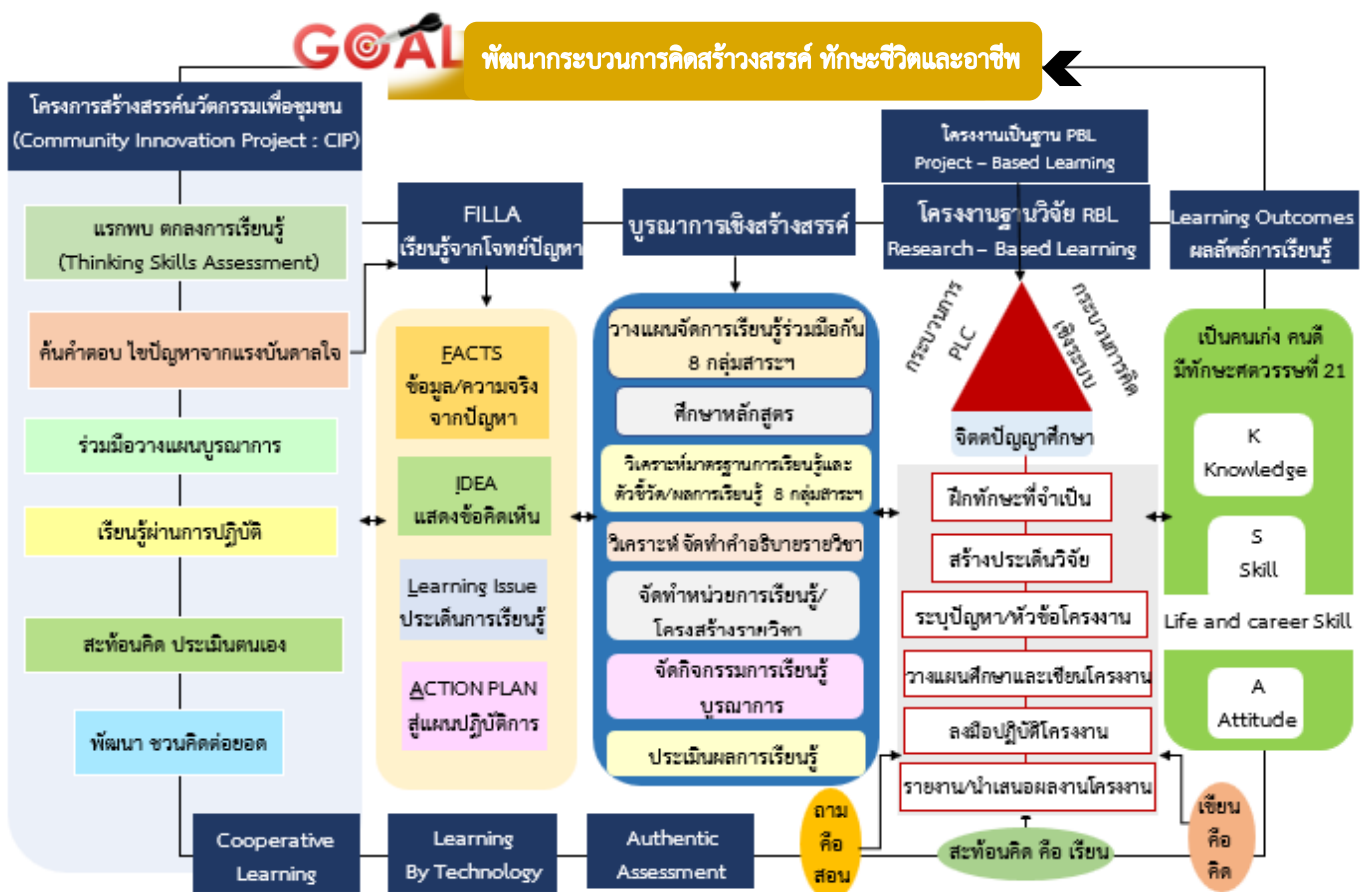 GOAL
พัฒนากระบวนการคิดสร้างสรรค์ ทักษะชีวิตและอาชีพ
โครงการสร้างสรรค์นวัตกรรมเพื่อชุมชน
(Community Innovation Project : CIP)
แรกพบ ตกลงการเรียนรู้
(Thinking Skills Assessment)
ค้นคำตอบ ไขปัญหาจากแรงบันดาลใจ
ร่วมมือวางแผนบูรณาการ
เรียนรู้ผ่านการปฏิบัติ
สะท้อนคิด ประเมินตนเอง
พัฒนา ชวนคิดต่อยอด
FILLA
เรียนรู้จากโจทย์ปัญหา
FACTS
ข้อมูล/ความจริง
จากปัญหา
IDEA
แสดงข้อคิดเห็น
Learning Issue
ประเด็นการเรียนรู้
ACTION PLAN
สู่แผนปฏิบัติการ
บูรณาการเชิงสร้างสรรค์
วางแผนจัดการเรียนรู้ร่วมมือกัน
8 กลุ่มสาระฯ
ศึกษาหลักสูตร
วิเคราะห์มาตรฐานการเรียนรู้และ
ตัวชี้วัด/ผลการเรียนรู้ 8 กลุ่มสาระฯ
วิเคราะห์ จัดทำคำอธิบายรายวิชา
จัดทำหน่วยการเรียนรู้/
โครงสร้างรายวิชา
จัดกิจกรรมการเรียนรู้
บูรณาการ
ประเมินผลการเรียนรู้
โครงงานเป็นฐาน PBL
Project – Based Learning
โครงงานฐานวิจัย RBL
Research – Based Learning
กระบวนการ
PLC
กระบวนการคิด
เชิงระบบ
จิตตปัญญาศึกษา
ฝึกทักษะที่จำเป็น
สร้างประเด็นวิจัย
ระบุปัญหา/หัวข้อโครงงาน
วางแผนศึกษาและเขียนโครงงาน
ลงมือปฏิบัติโครงงาน
รายงาน/นำเสนอผลงานโครงงาน
Learning Outcomes
ผลลัพธ์การเรียนรู้
เป็นคนเก่ง คนดี
มีทักษะศตวรรษที่ 21
K
Knowledge
S
Skill
Life and career Skill
A
Attitude
Cooperative
Learning
Learning
By Technology
Authentic
Assessment
ถาม
คือ
สอน
สะท้อนคิด คือ เรียน
เขียน
คือ
คิด